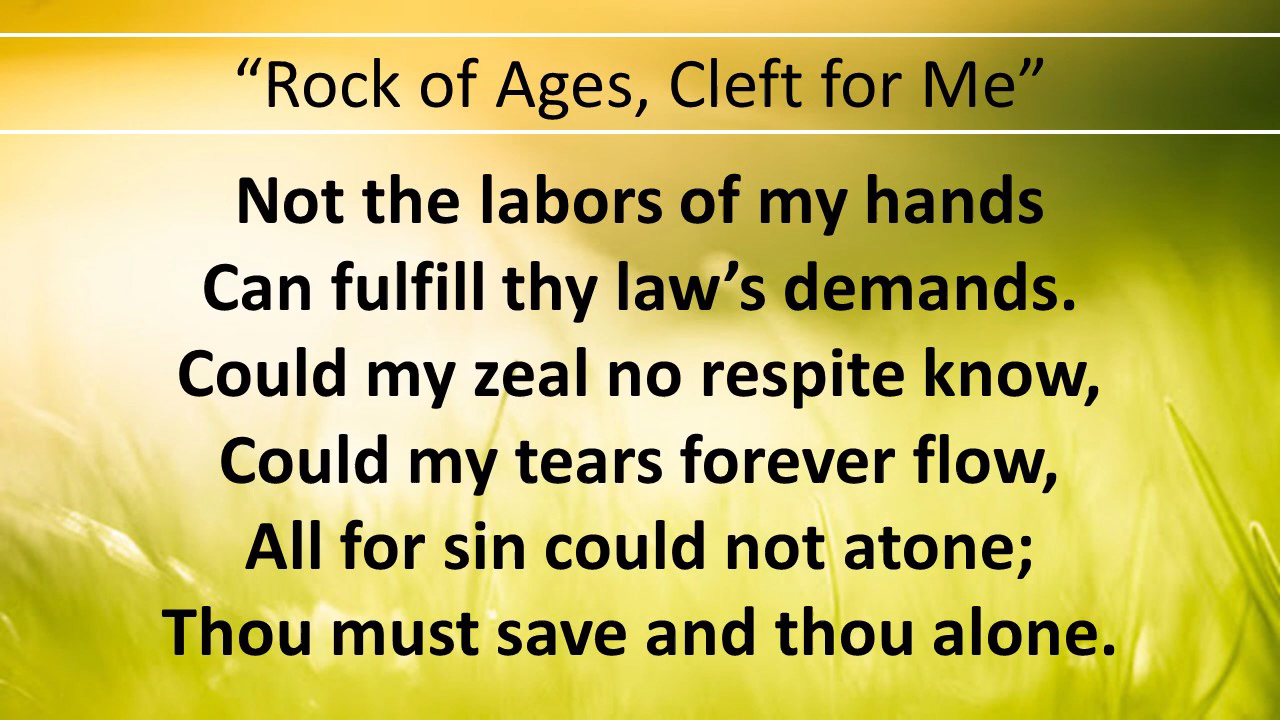 “Rock of Ages, Cleft for Me”
Not the labors of my hands
Can fulfill thy law’s demands.
Could my zeal no respite know,
Could my tears forever flow,
All for sin could not atone;
Thou must save and thou alone.